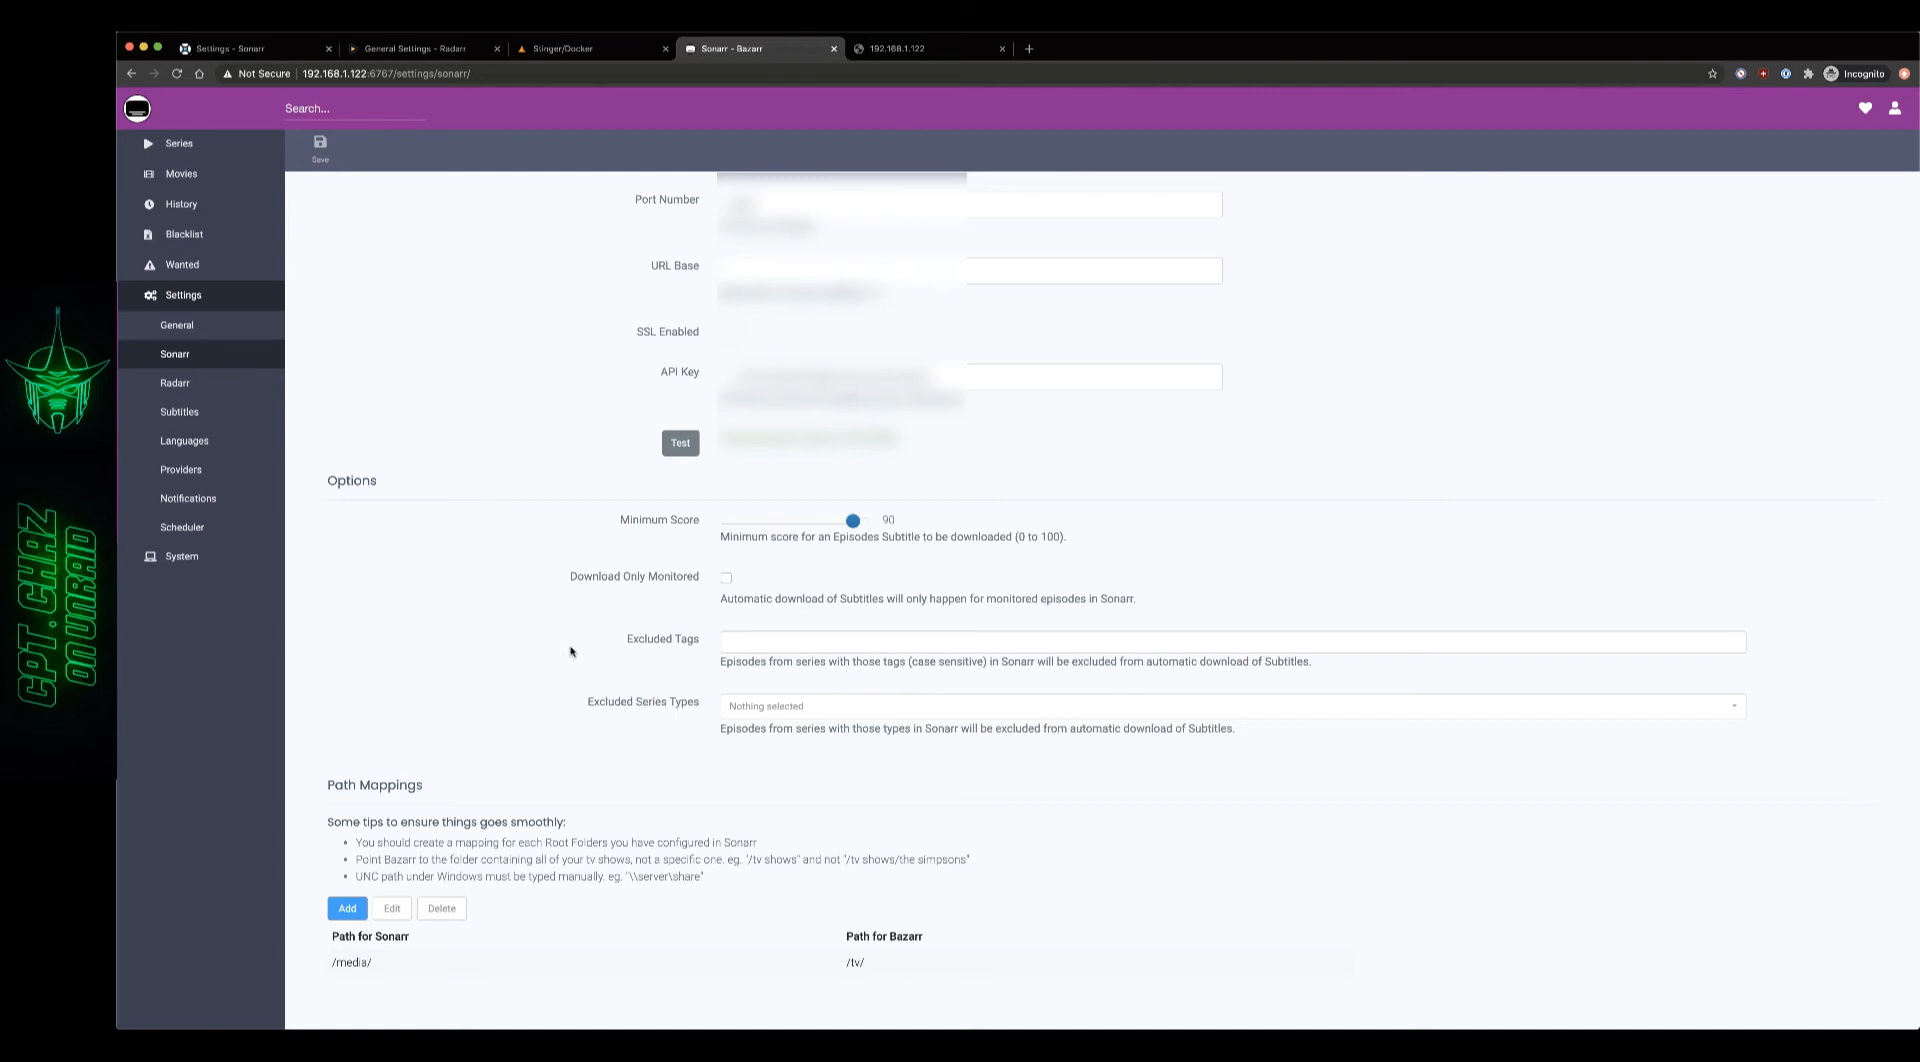 Settings - Sonarr
General Settings - Radarr
Stinger/Docker
Sonarr - Bazarr
192.168.1.122
Not Secure
192.168.1.122:6767/settings/sonarr/
Incognito
Search...
Series
Movies
History
Blacklist
Wanted
Settings
General
Sonarr
Radarr
Subtitles
Languages
Providers
Notifications
Scheduler
System
Save
Port Number
URL Base
SSL Enabled
API Key
Test
Options
Minimum Score
90
Minimum score for an Episodes Subtitle to be downloaded (0 to 100).
Download Only Monitored
Automatic download of Subtitles will only happen for monitored episodes in Sonarr.
Excluded Tags
Episodes from series with those tags (case sensitive) in Sonarr will be excluded from automatic download of Subtitles.
Excluded Series Types
Nothing selected
Episodes from series with those types in Sonarr will be excluded from automatic download of Subtitles.
Path Mappings
Some tips to ensure things goes smoothly:
You should create a mapping for each Root Folders you have configured in Sonarr
Point Bazarr to the folder containing all of your tv shows, not a specific one. eg. "/tv shows" and not "/tv shows/the simpsons"
UNC path under Windows must be typed manually. eg. "\\server\share"
Add
Edit
Delete
Path for Sonarr
Path for Bazarr
/media/
/tv/
CPT.CHAZ
ON UNRAID